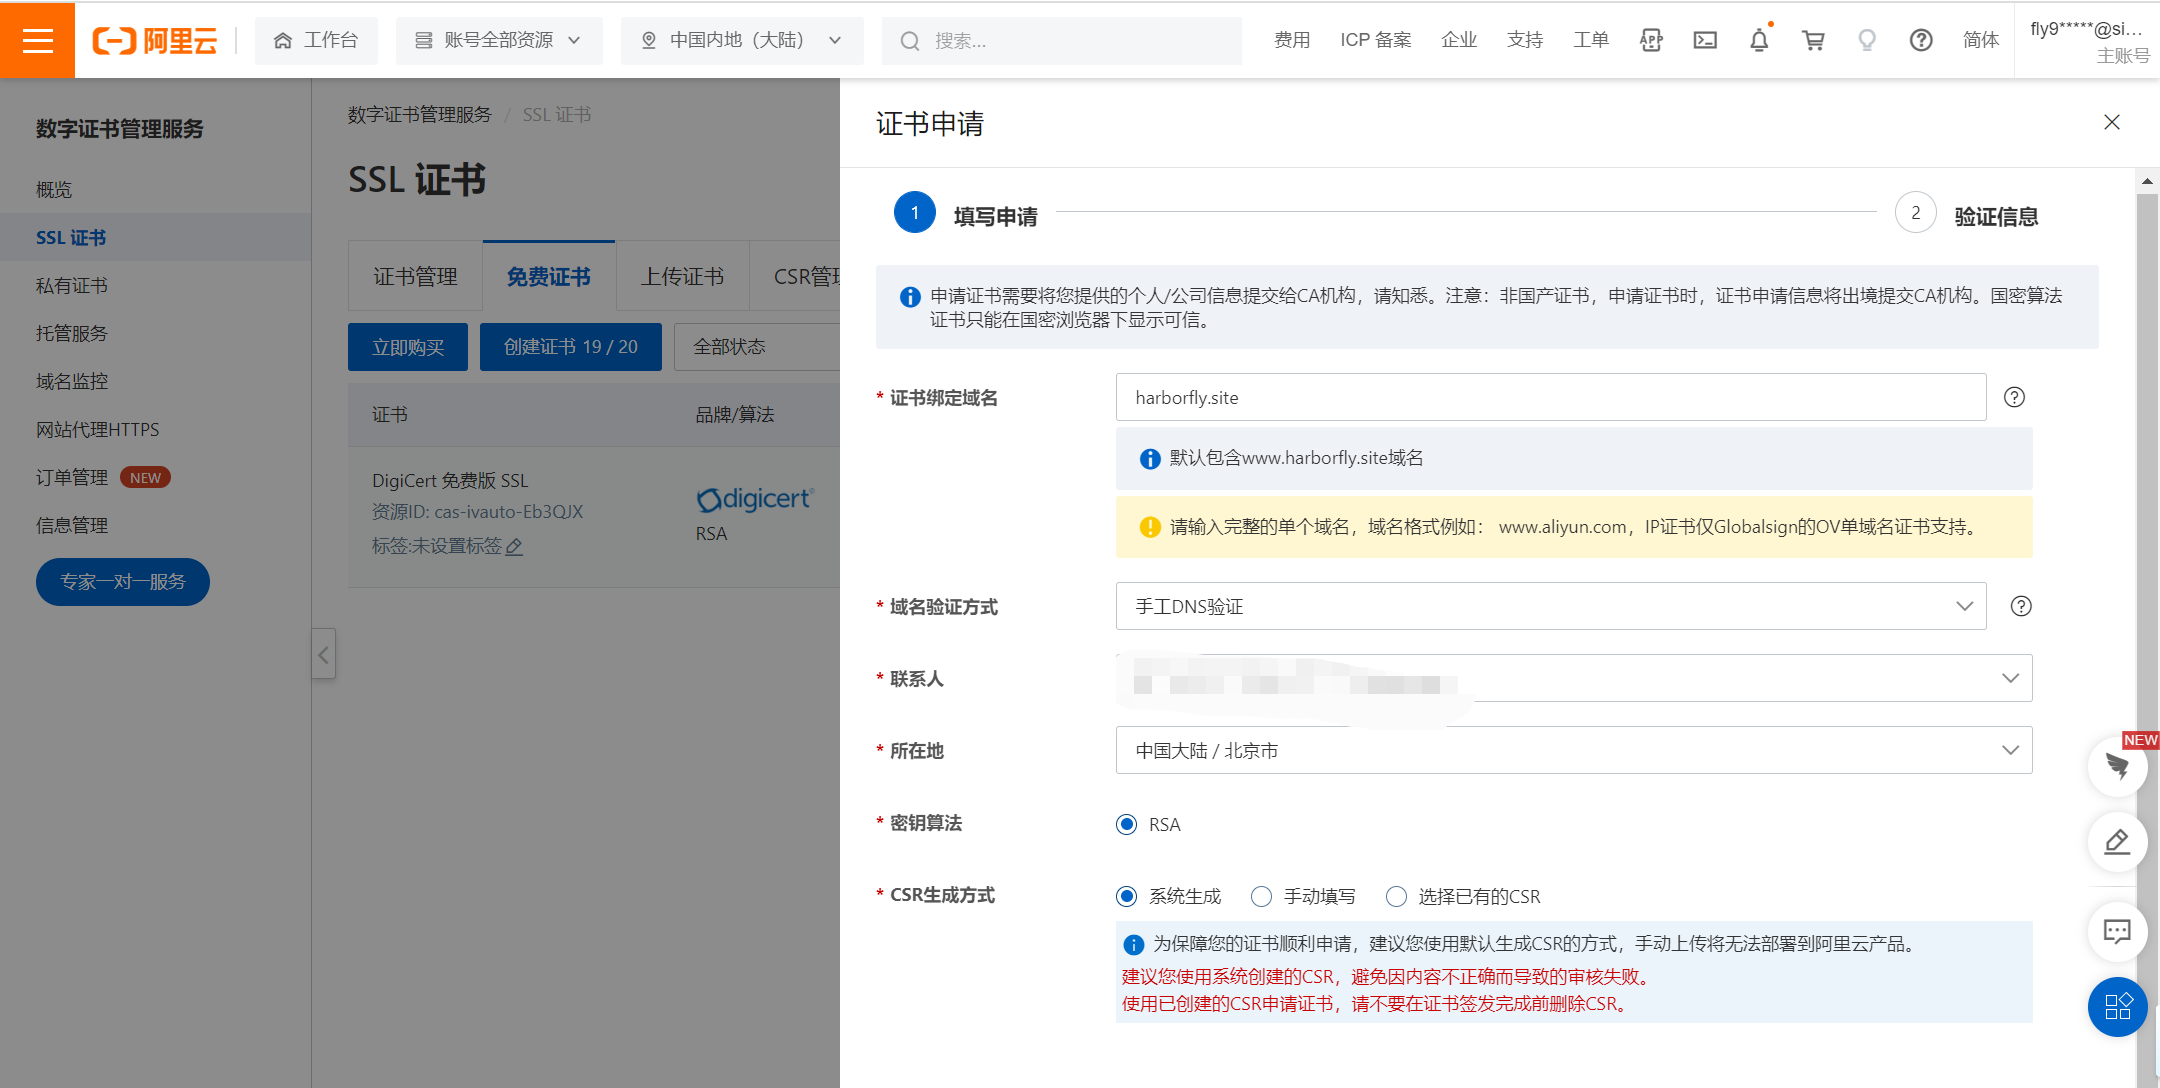 阿里云
工作台
账号全部资源
中国内地（大陆）
搜索...
费用
ICP 备案
企业
支持
工单
简体
fly9*****@si...
主账号
数字证书管理服务
概览
SSL 证书
私有证书
托管服务
域名监控
网站代理HTTPS
订单管理 NEW
信息管理
专家一对一服务
数字证书管理服务 / SSL 证书
SSL 证书
证书管理
免费证书
上传证书
CSR管理
立即购买
创建证书 19 / 20
全部状态
证书
品牌/算法
DigiCert 免费版 SSL
资源ID: cas-ivauto-Eb3QJX
标签:未设置标签
digicert
RSA
证书申请
1 填写申请
2 验证信息
申请证书需要将您提供的个人/公司信息提交给CA机构，请知悉。注意：非国产证书，申请证书时，证书申请信息将出境提交CA机构。国密算法
证书只能在国密浏览器下显示可信。
* 证书绑定域名
harborfly.site
默认包含www.harborfly.site域名
请输入完整的单个域名，域名格式例如： www.aliyun.com，IP证书仅Globalsign的OV单域名证书支持。
* 域名验证方式
手工DNS验证
* 联系人
* 所在地
中国大陆 / 北京市
* 密钥算法
RSA
* CSR生成方式
系统生成
手动填写
选择已有的CSR
为保障您的证书顺利申请，建议您使用默认生成CSR的方式，手动上传将无法部署到阿里云产品。
建议您使用系统创建的CSR，避免因内容不正确而导致的审核失败。
使用已创建的CSR申请证书，请不要在证书签发完成前删除CSR。
NEW